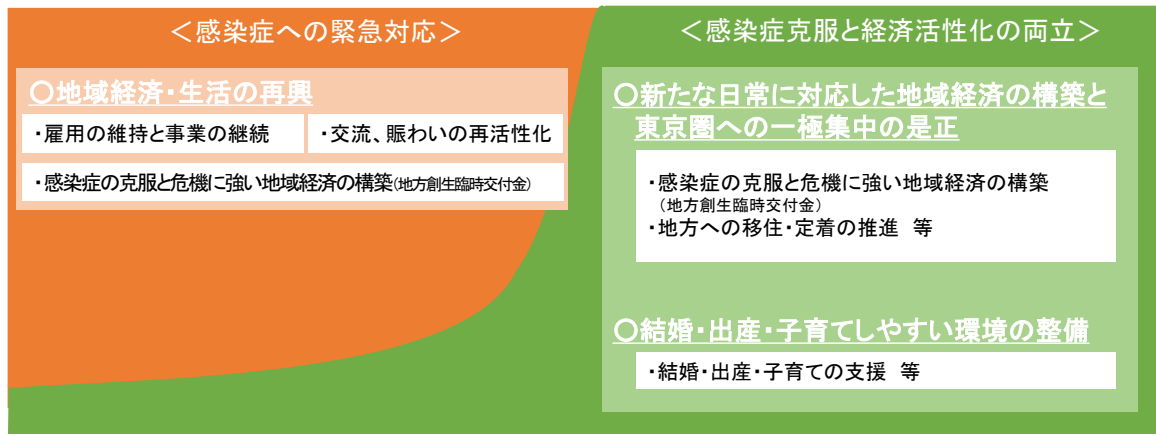 ＜感染症への緊急対応＞
○地域経済・生活の再興
・雇用の維持と事業の継続
・交流、賑わいの再活性化
・感染症の克服と危機に強い地域経済の構築(地方創生臨時交付金)
＜感染症克服と経済活性化の両立＞
○新たな日常に対応した地域経済の構築と
東京圏への一極集中の是正
・感染症の克服と危機に強い地域経済の構築
（地方創生臨時交付金）
・地方への移住・定着の推進　等
○結婚・出産・子育てしやすい環境の整備
・結婚・出産・子育ての支援　等